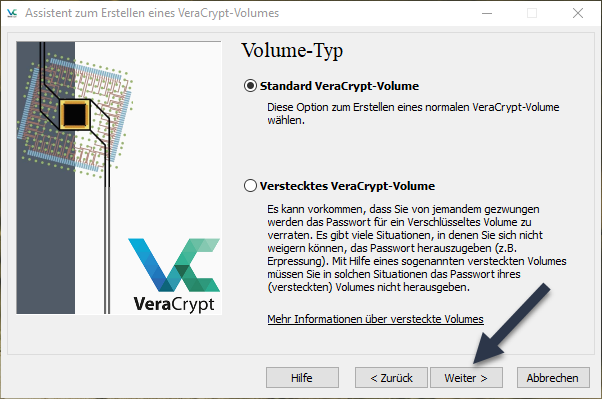 Assistent zum Erstellen eines VeraCrypt-Volumes
Volume-Typ
Standard VeraCrypt-Volume
Diese Option zum Erstellen eines normalen VeraCrypt-Volume
wählen.
Verstecktes VeraCrypt-Volume
Es kann vorkommen, dass Sie von jemandem gezwungen
werden das Passwort für ein Verschlüsseltes Volume zu
verraten. Es gibt viele Situationen, in denen Sie sich nicht
weigern können, das Passwort herauszugeben (z.B.
Erpressung). Mit Hilfe eines sogenannten versteckten Volumes
müssen Sie in solchen Situationen das Passwort ihres
(versteckten) Volumes nicht herausgeben.
VeraCrypt
Mehr Informationen über versteckte Volumes
Hilfe
< Zurück
Weiter >
Abbrechen